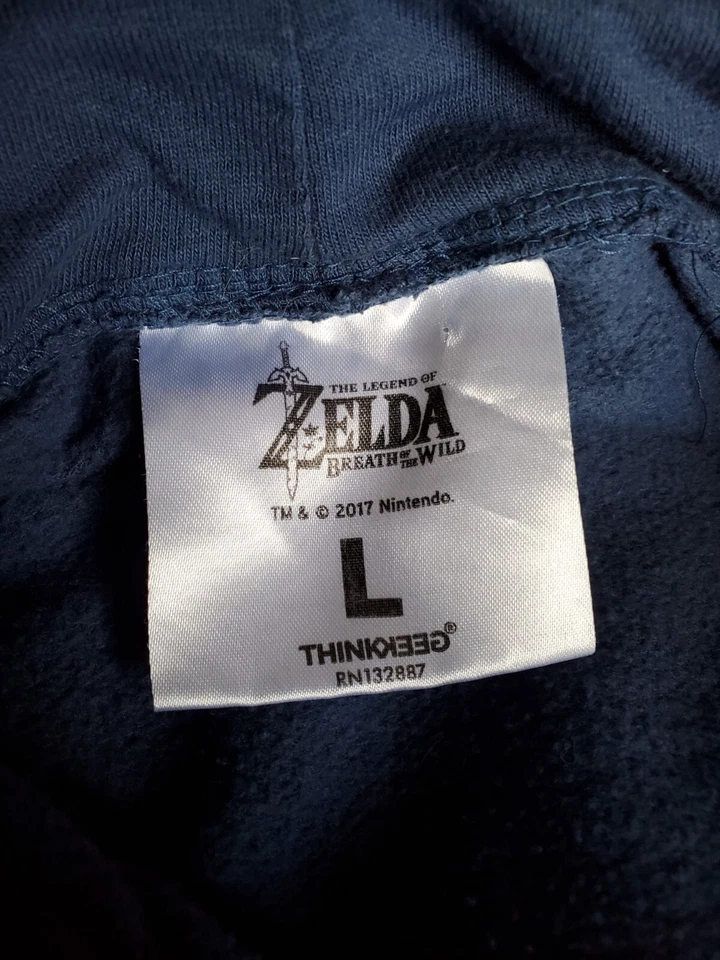 THE LEGEND OF
ZELDA
BREATH OF THE WILD
TM & © 2017 Nintendo.
L
THINKGEEK®
RN132887